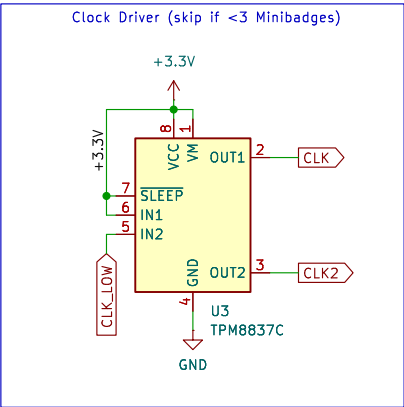 Clock Driver (skip if <3 Minibadges)
+3.3V
+3.3V
8
1
VCC
VM
OUT1
2
CLK
7
SLEEP
6
IN1
5
IN2
CLK_LOW
GND
OUT2
3
CLK2
4
U3
TPM8837C
GND